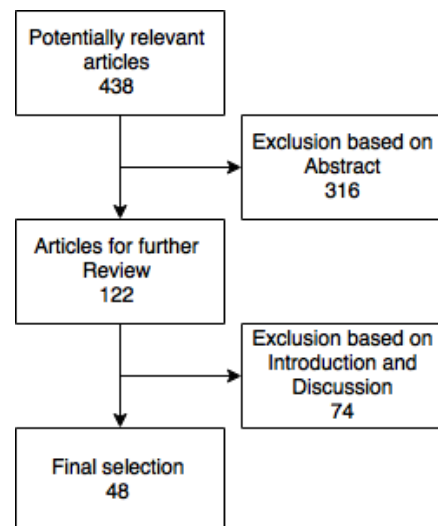 Potentially relevant
articles
438
Exclusion based on
Abstract
316
Articles for further
Review
122
Exclusion based on
Introduction and
Discussion
74
Final selection
48